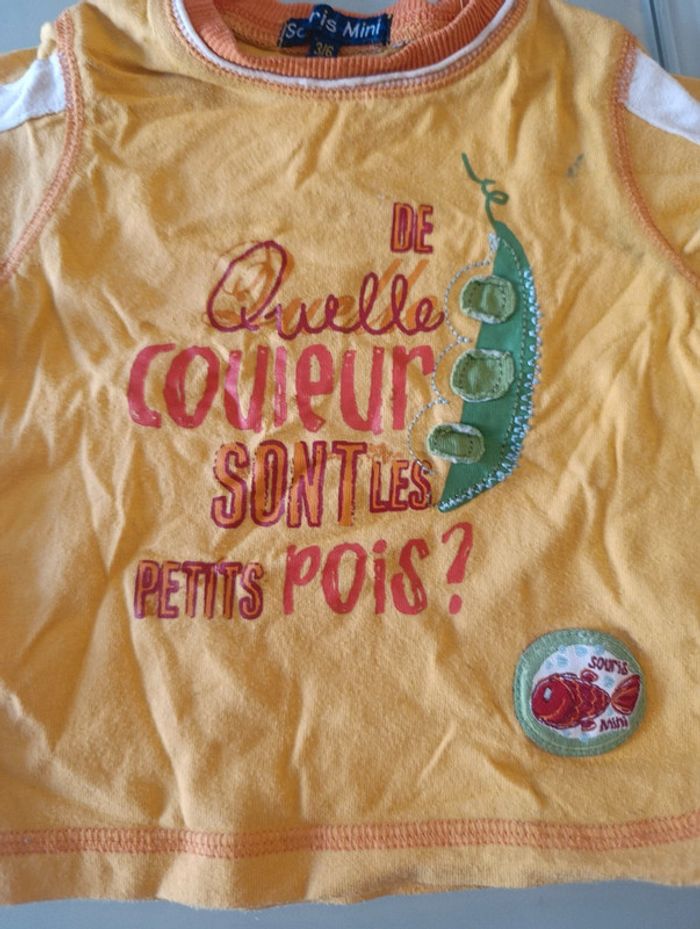 Souris Mini
3/6
DE
Quelle
couleur
SONT LES
PETITS POIS?
souris
mini